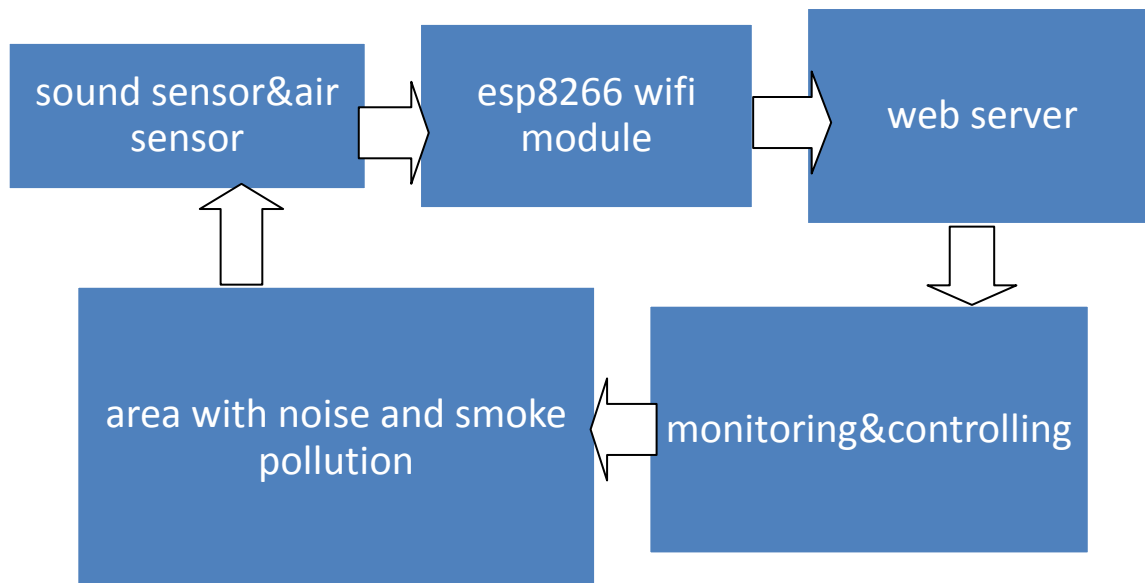 sound sensor&air
sensor
esp8266 wifi
module
web server
area with noise and smoke
pollution
monitoring&controlling